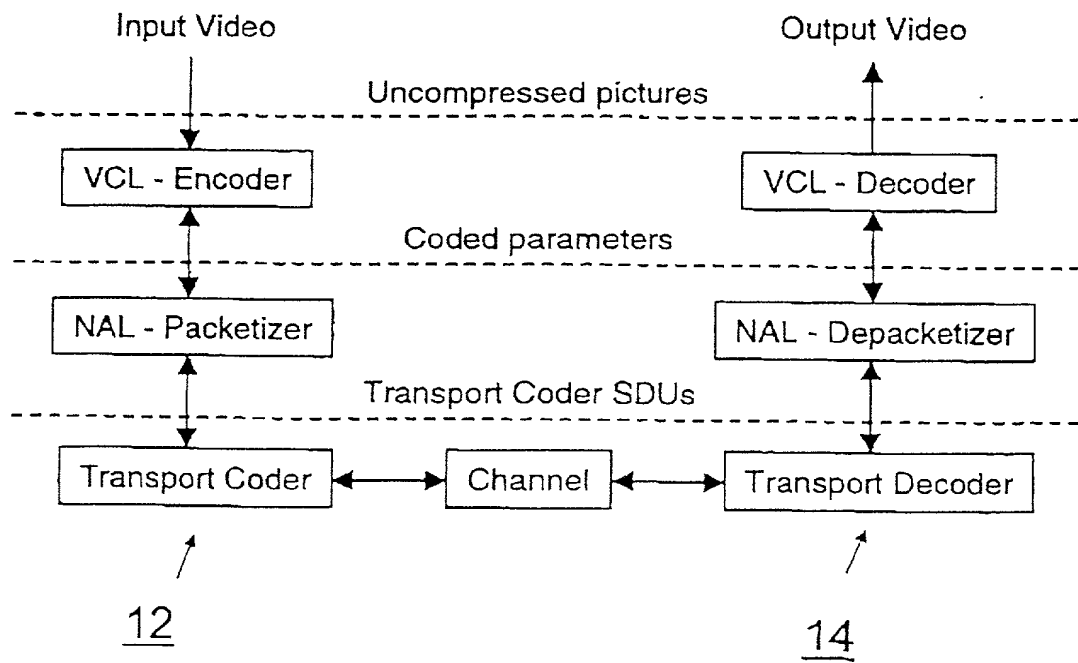 Input Video
Output Video
Uncompressed pictures
VCL - Encoder
VCL - Decoder
Coded parameters
NAL - Packetizer
NAL - Depacketizer
Transport Coder SDUs
Transport Coder
Channel
Transport Decoder
12
14